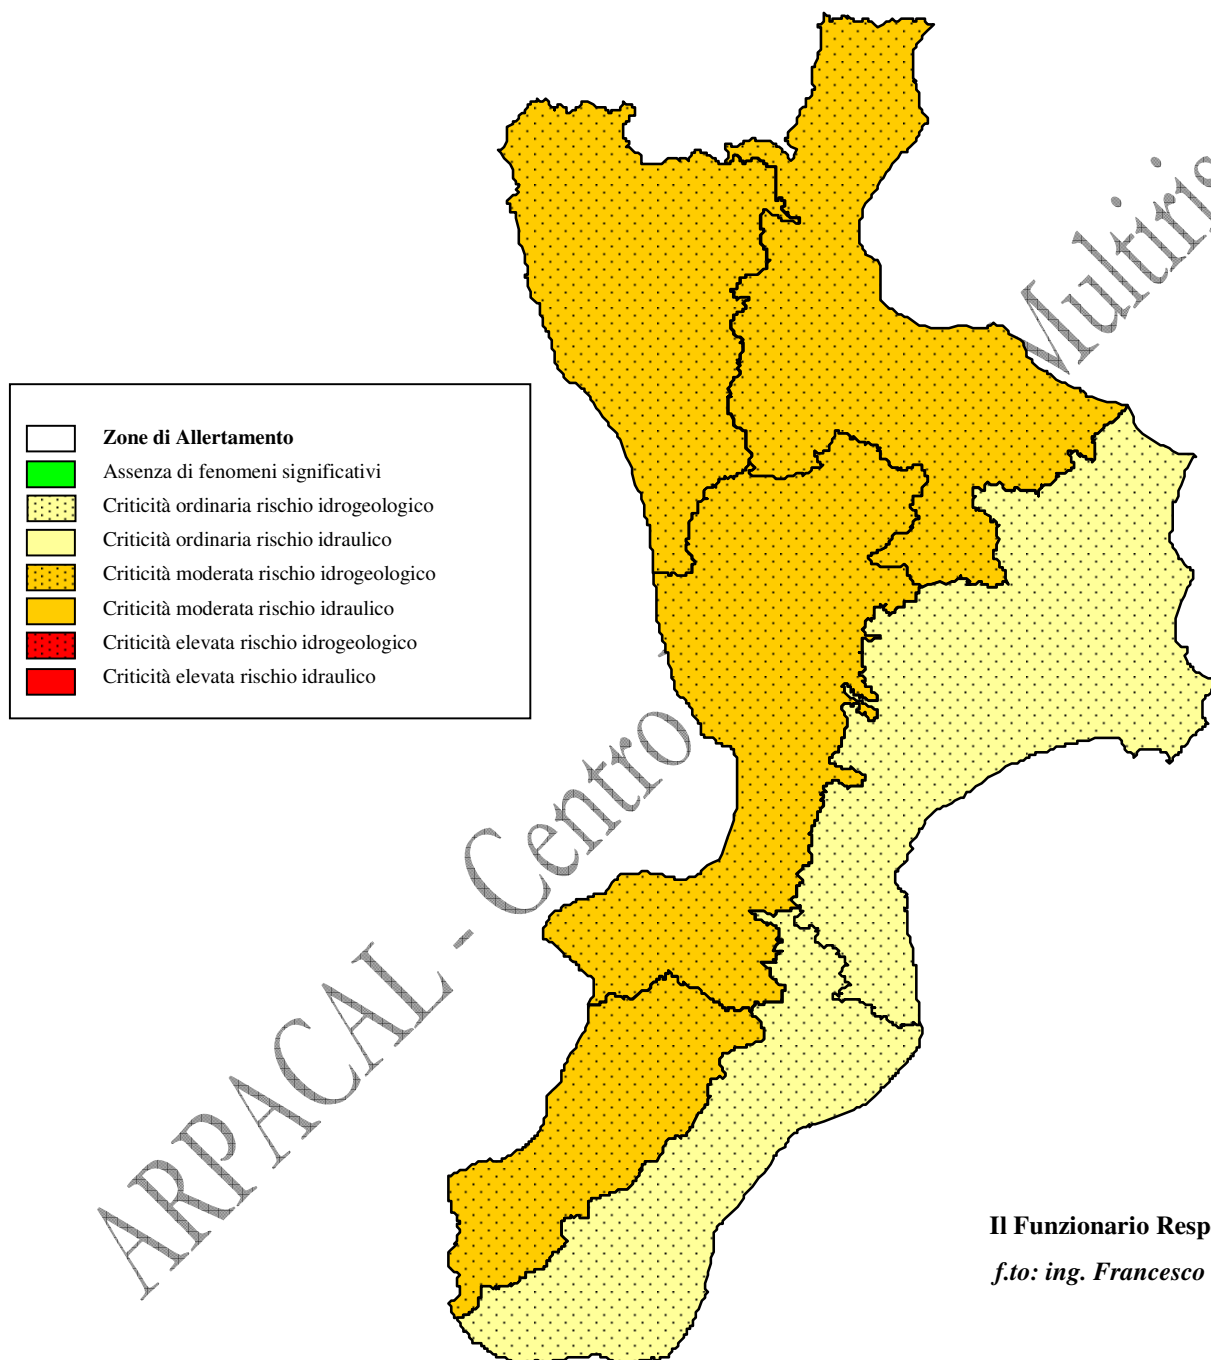 Zone di Allertamento
Assenza di fenomeni significativi
Criticità ordinaria rischio idrogeologico
Criticità ordinaria rischio idraulico
Criticità moderata rischio idrogeologico
Criticità moderata rischio idraulico
Criticità elevata rischio idrogeologico
Criticità elevata rischio idraulico
ARPACAL - Centro Multiris
Il Funzionario Resp
f.to: ing. Francesco